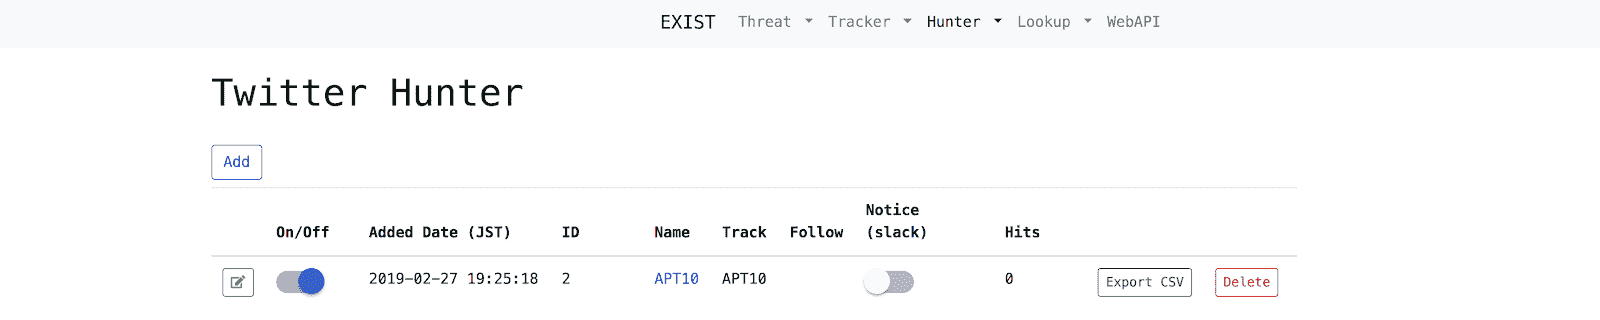 EXIST Threat Tracker Hunter Lookup WebAPI
Twitter Hunter
Add
On/Off Added Date (JST) ID Name Track Follow Notice (slack) Hits
2019-02-27 19:25:18 2 APT10 APT10 0 Export CSV Delete